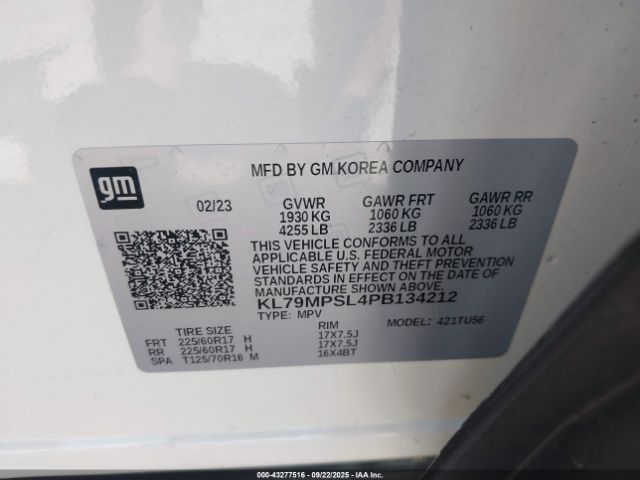 gm
MFD BY GM KOREA COMPANY
02/23
GVWR GAWR FRT GAWR RR
1930 KG 1060 KG 1060 KG
4255 LB 2336 LB 2336 LB
THIS VEHICLE CONFORMS TO ALL
APPLICABLE U.S. FEDERAL MOTOR
VEHICLE SAFETY AND THEFT PREVENTION
STANDARDS IN EFFECT ON THE DATE OF
MANUFACTURE SHOWN ABOVE.
KL79MPSL4PB134212
TYPE: MPV MODEL: 421TU56
TIRE SIZE RIM
FRT 225/60R17 H 17X7.5J
RR 225/60R17 H 17X7.5J
SPA T125/70R16 M 16X4BT
000-43277516 - 09/22/2025 - IAA Inc.